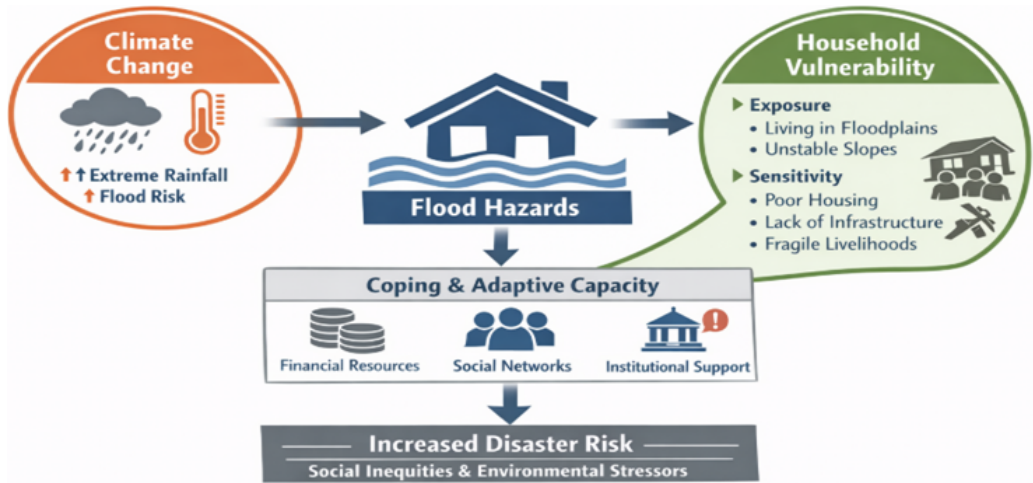 Climate
Change
↑↑Extreme Rainfall
↑ Flood Risk
Flood Hazards
Household
Vulnerability
▶ Exposure
• Living in Floodplains
• Unstable Slopes
▶ Sensitivity
• Poor Housing
• Lack of Infrastructure
• Fragile Livelihoods
Coping & Adaptive Capacity
Financial Resources
Social Networks
!
Institutional Support
Increased Disaster Risk
Social Inequities & Environmental Stressors